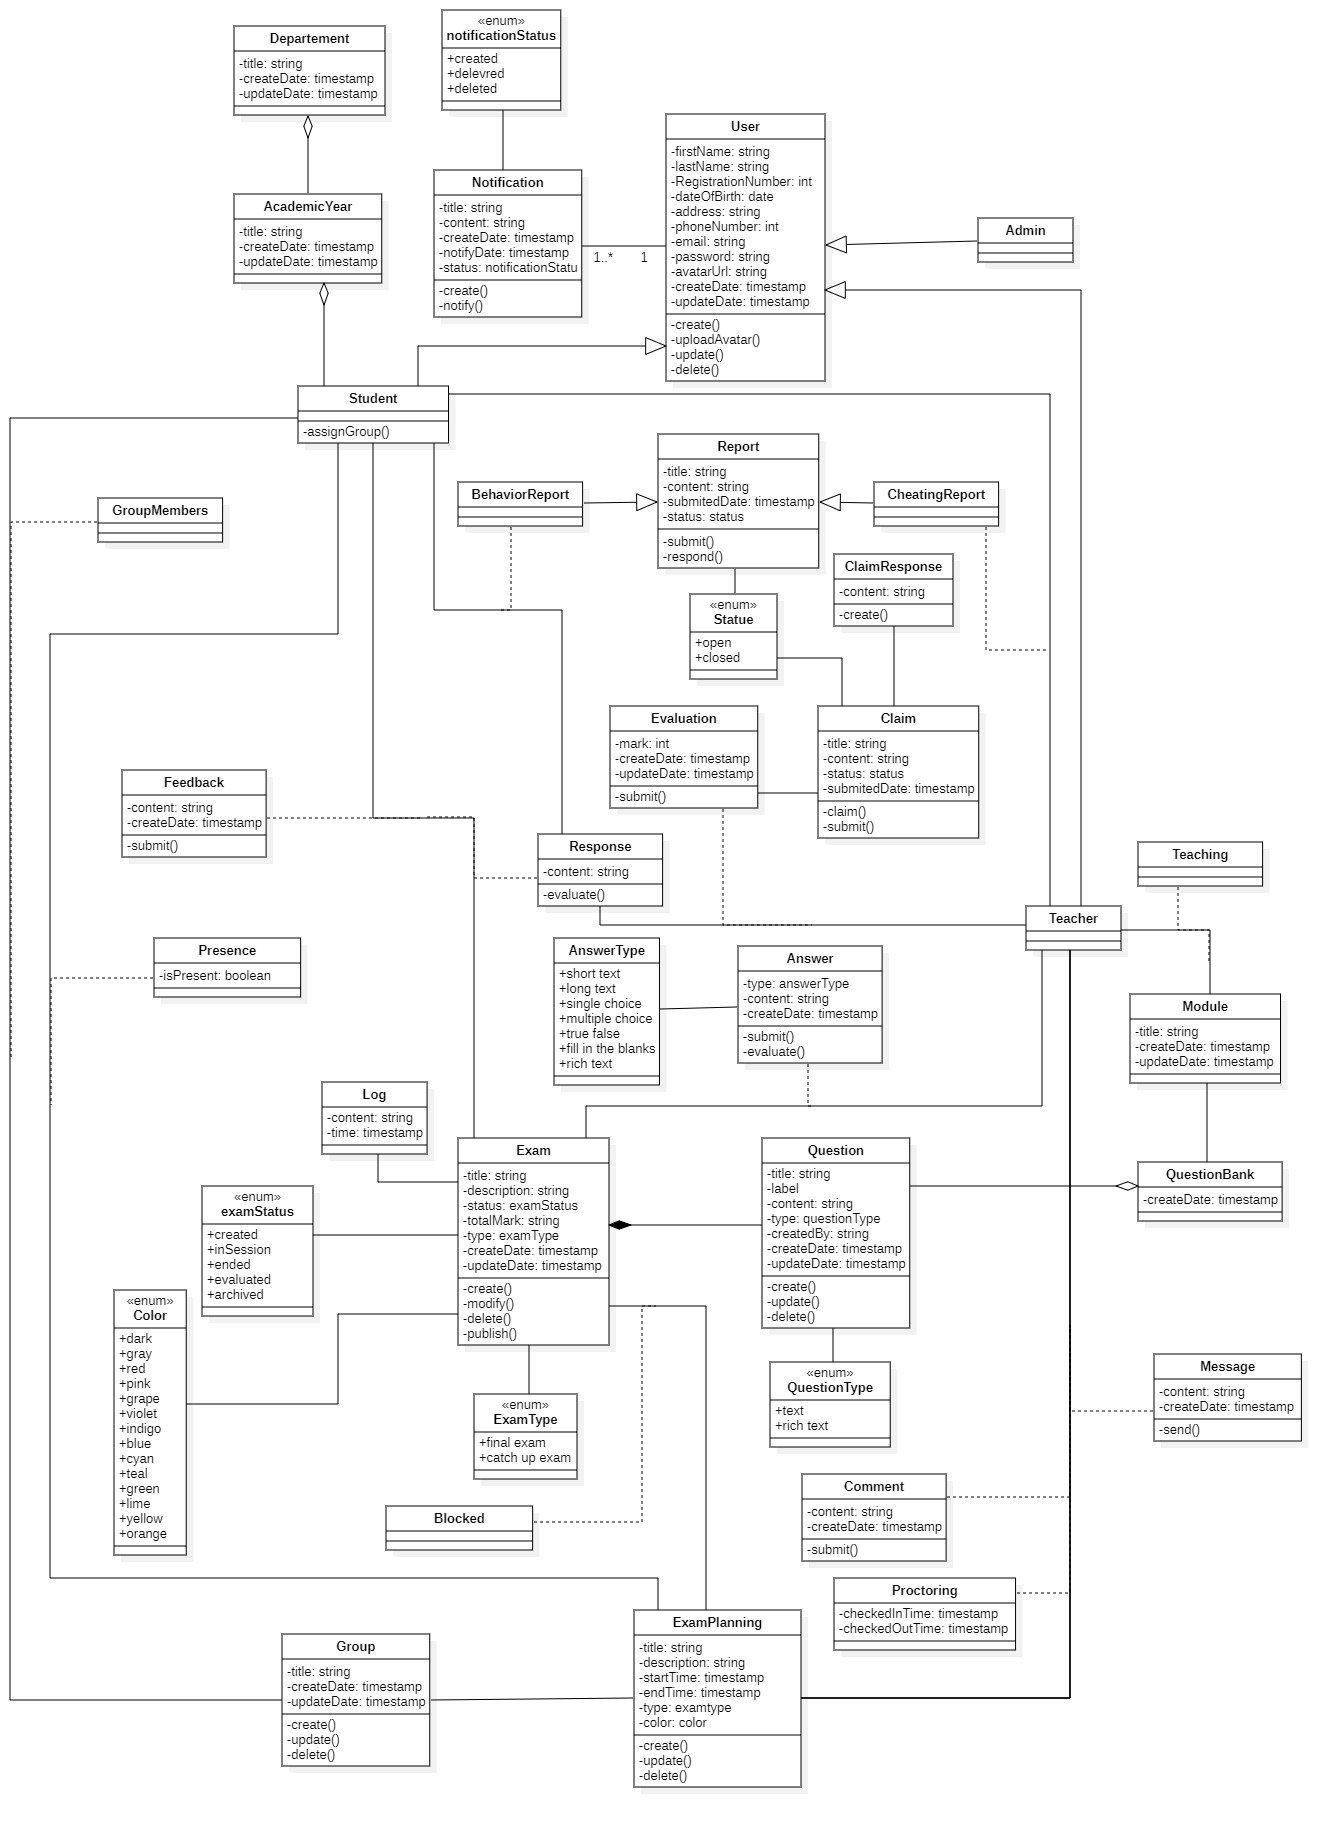 Departement
-title: string
-createDate: timestamp
-updateDate: timestamp
«enum»
notificationStatus
+created
+delevred
+deleted
User
-firstName: string
-lastName: string
-RegistrationNumber: int
-dateOfBirth: date
-address: string
-phoneNumber: int
-email: string
-password: string
-avatarUrl: string
-createDate: timestamp
-updateDate: timestamp
-create()
-uploadAvatar()
-update()
-delete()
Notification
-title: string
-content: string
-createDate: timestamp
-notifyDate: timestamp
-status: notificationStatu
-create()
-notify()
1..*
1
AcademicYear
-title: string
-createDate: timestamp
-updateDate: timestamp
Admin
Student
-assignGroup()
Report
-title: string
-content: string
-submitedDate: timestamp
-status: status
-submit()
-respond()
BehaviorReport
CheatingReport
GroupMembers
ClaimResponse
-content: string
-create()
«enum»
Statue
+open
+closed
Evaluation
-mark: int
-createDate: timestamp
-updateDate: timestamp
-submit()
Claim
-title: string
-content: string
-status: status
-submitedDate: timestamp
-claim()
-submit()
Feedback
-content: string
-createDate: timestamp
-submit()
Response
-content: string
-evaluate()
Teaching
Teacher
Presence
-isPresent: boolean
AnswerType
+short text
+long text
+single choice
+multiple choice
+true false
+fill in the blanks
+rich text
Answer
-type: answerType
-content: string
-createDate: timestamp
-submit()
-evaluate()
Module
-title: string
-createDate: timestamp
-updateDate: timestamp
Log
-content: string
-time: timestamp
Exam
-title: string
-description: string
-status: examStatus
-totalMark: string
-type: examType
-createDate: timestamp
-updateDate: timestamp
-create()
-modify()
-delete()
-publish()
Question
-title: string
-label
-content: string
-type: questionType
-createdBy: string
-createDate: timestamp
-updateDate: timestamp
-create()
-update()
-delete()
QuestionBank
-createDate: timestamp
«enum»
examStatus
+created
+inSession
+ended
+evaluated
+archived
«enum»
Color
+dark
+gray
+red
+pink
+grape
+violet
+indigo
+blue
+cyan
+teal
+green
+lime
+yellow
+orange
«enum»
ExamType
+final exam
+catch up exam
«enum»
QuestionType
+text
+rich text
Message
-content: string
-createDate: timestamp
-send()
Blocked
Comment
-content: string
-createDate: timestamp
-submit()
Proctoring
-checkedInTime: timestamp
-checkedOutTime: timestamp
Group
-title: string
-createDate: timestamp
-updateDate: timestamp
-create()
-update()
-delete()
ExamPlanning
-title: string
-description: string
-startTime: timestamp
-endTime: timestamp
-type: examtype
-color: color
-create()
-update()
-delete()